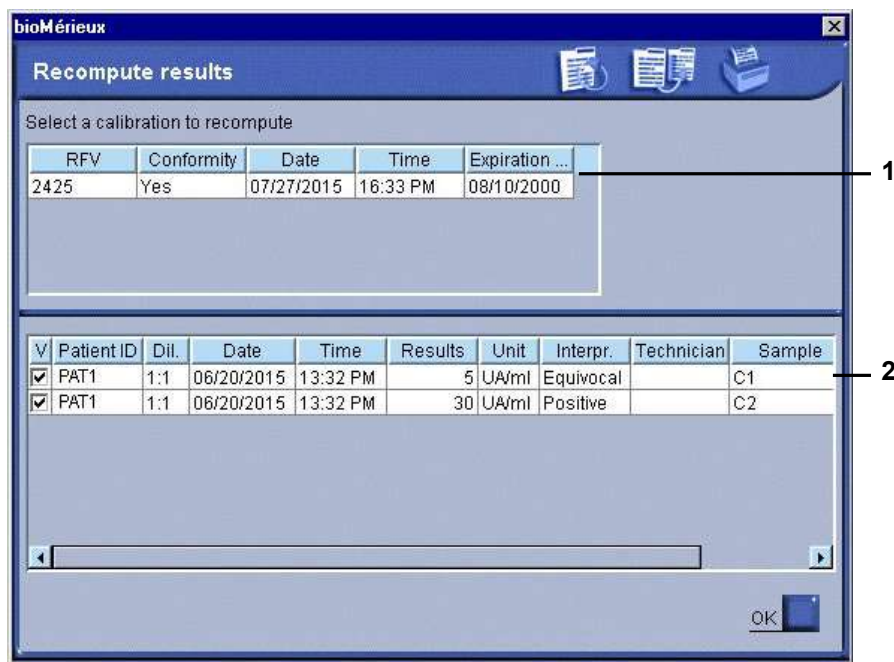 bioMérieux
Recompute results
Select a calibration to recompute
RFV Conformity Date Time Expiration ...
2425 Yes 07/27/2015 16:33 PM 08/10/2000
1
V Patient ID Dil. Date Time Results Unit Interpr. Technician Sample
PAT1 1:1 06/20/2015 13:32 PM 5 UA/ml Equivocal C1
2
PAT1 1:1 06/20/2015 13:32 PM 30 UA/ml Positive C2
OK